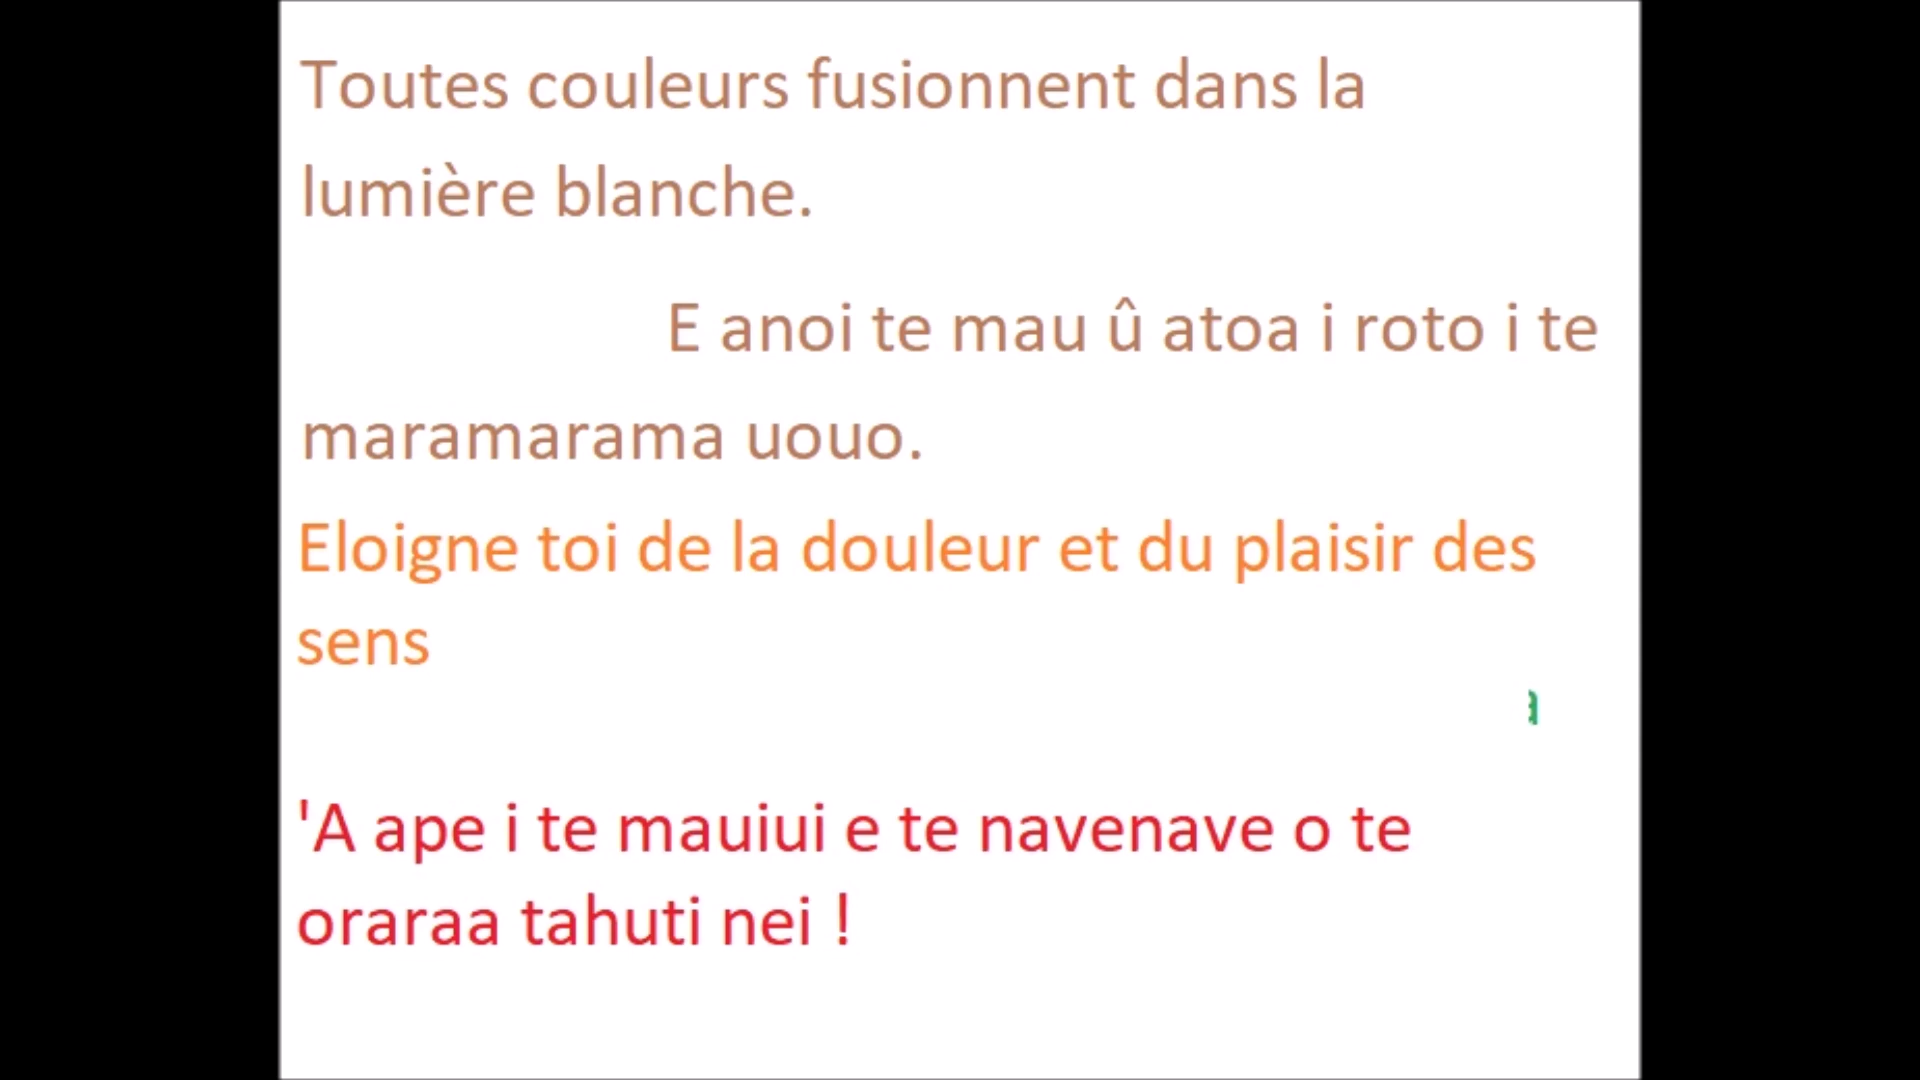 Toutes couleurs fusionnent dans la
lumière blanche.
E anoi te mau û atoa i roto i te
maramarama uouo.
Eloigne toi de la douleur et du plaisir des
sens
'A ape i te mauiui e te navenave o te
oraraa tahuti nei !